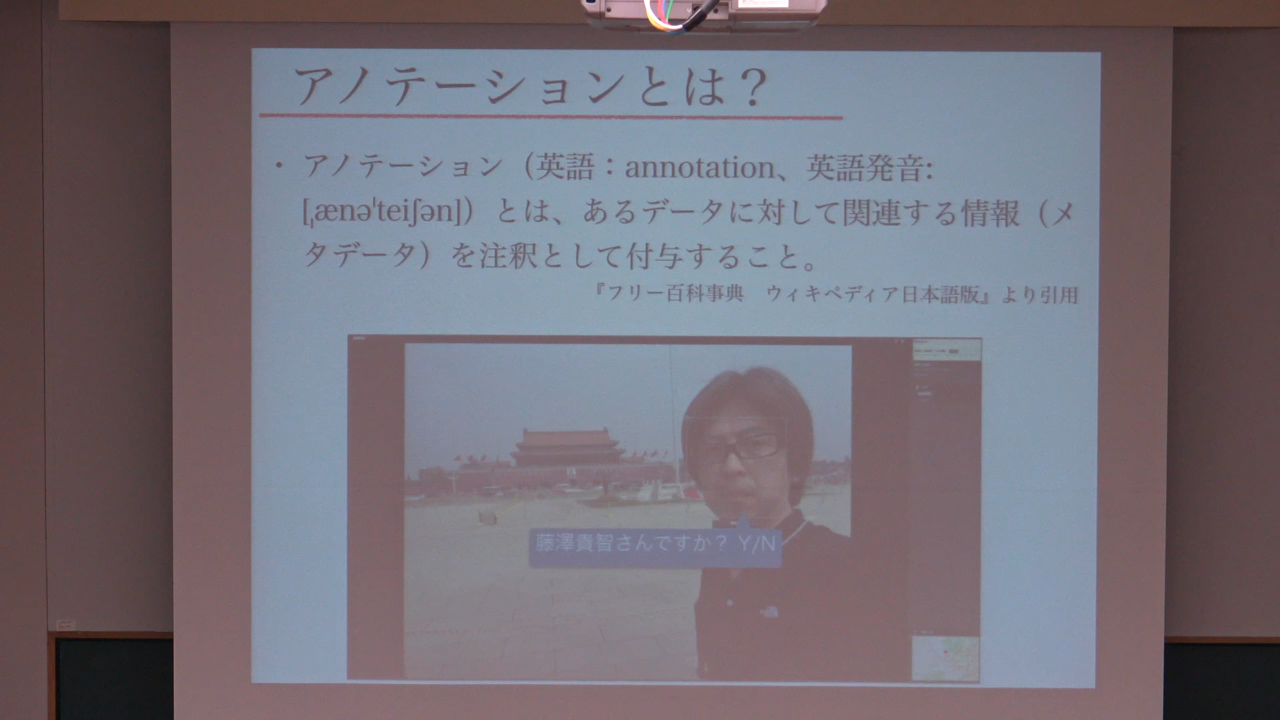 アノテーションとは？
・アノテーション（英語：annotation、英語発音:
[ˌænəˈteiʃən]）とは、あるデータに対して関連する情報（メ
タデータ）を注釈として付与すること。
『フリー百科事典　ウィキペディア日本語版』より引用
藤澤貴智さんですか？ Y/N